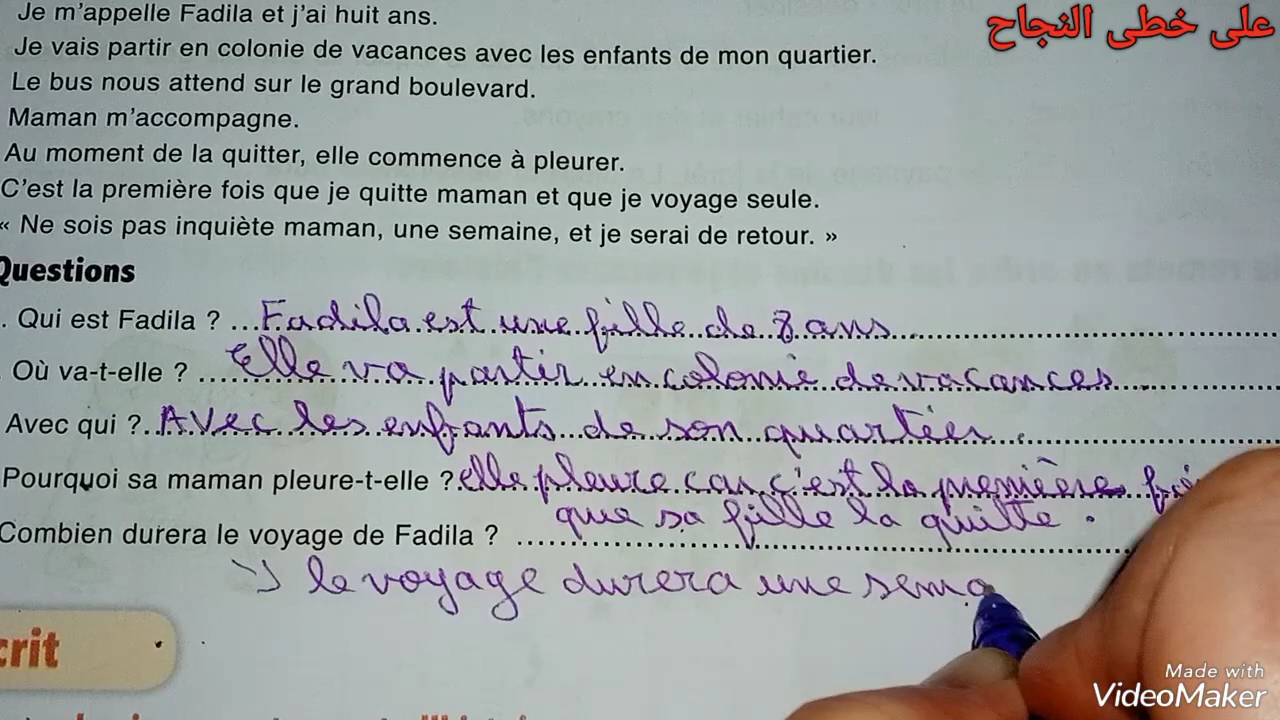 على خطى النجاح
Je m'appelle Fadila et j'ai huit ans.
Je vais partir en colonie de vacances avec les enfants de mon quartier.
Le bus nous attend sur le grand boulevard.
Maman m'accompagne.
Au moment de la quitter, elle commence à pleurer.
C'est la première fois que je quitte maman et que je voyage seule.
« Ne sois pas inquiète maman, une semaine, et je serai de retour. »
Questions
. Qui est Fadila ? ...Fadila est une fille de 8 ans
Où va-t-elle ? ...Elle va partir en colonie de vacances
Avec qui ?..Avec les enfants de son quartier.
Pourquoi sa maman pleure-t-elle ?.elle pleure car c'est la première
que sa fille la quitte.
Combien durera le voyage de Fadila ? ...
le voyage durera une sema
crit
Made with
VideoMaker